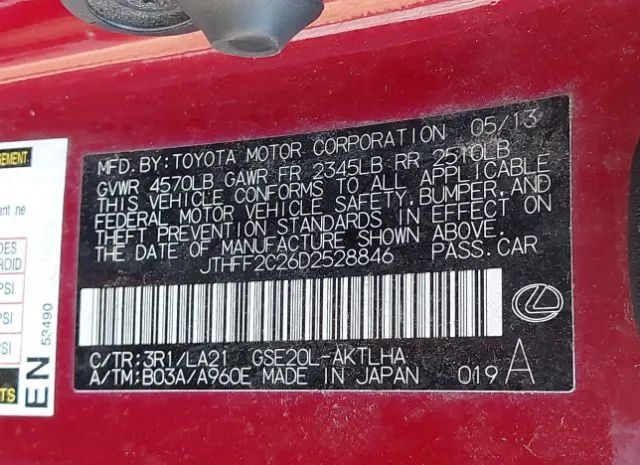 MFD. BY: TOYOTA MOTOR CORPORATION 05/13
GVWR 4570LB GAWR FR 2345LB RR 2510LB
THIS VEHICLE CONFORMS TO ALL APPLICABLE
FEDERAL MOTOR VEHICLE SAFETY, BUMPER, AND
THEFT PREVENTION STANDARDS IN EFFECT ON
THE DATE OF MANUFACTURE SHOWN ABOVE.
JTHFF2C26D2528846 PASS. CAR
C/TR: 3R1/LA21 GSE20L-AKTLHA
A/TM: B03A/A960E MADE IN JAPAN 019 A
EN 53490
PSI
PSI
PSI